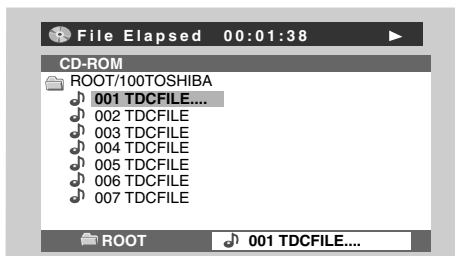 File Elapsed 00:01:38
CD-ROM
ROOT/100TOSHIBA
001 TDCFILE....
002 TDCFILE
003 TDCFILE
004 TDCFILE
005 TDCFILE
006 TDCFILE
007 TDCFILE
ROOT 001 TDCFILE....